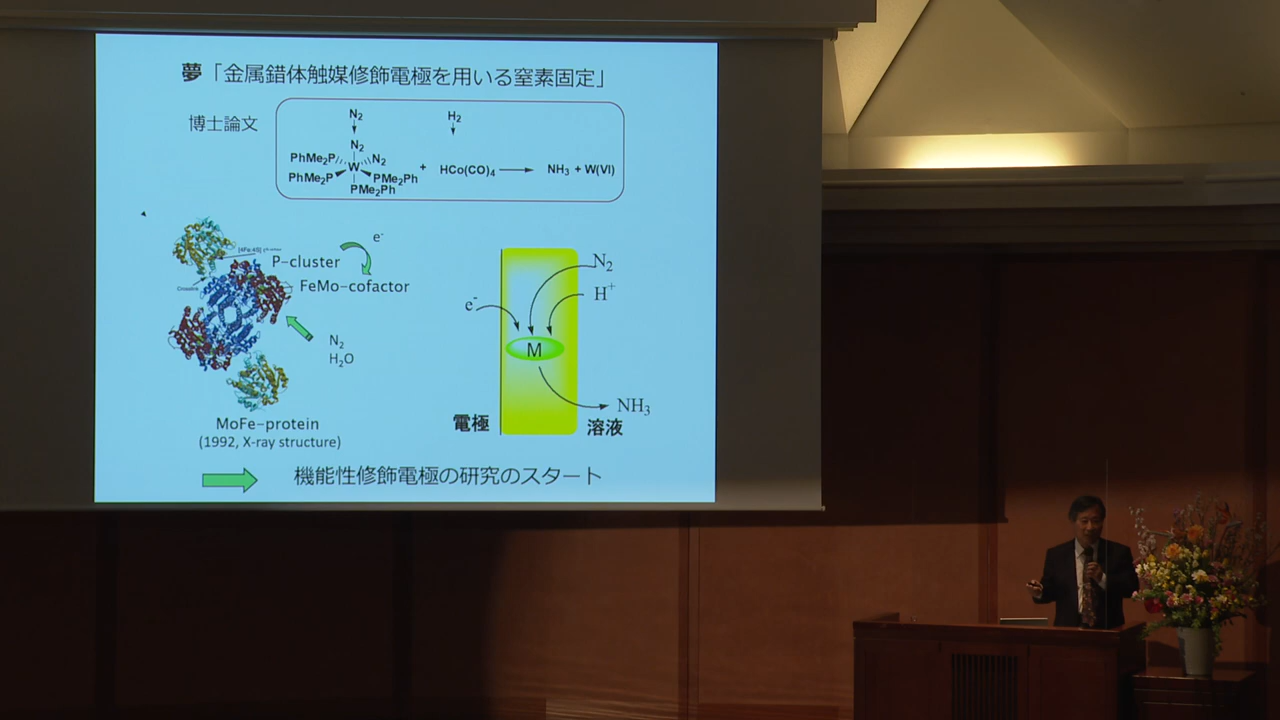 夢「金属錯体触媒修飾電極を用いる窒素固定」
博士論文
N2
H2
N2
PhMe2P
N2
W
+
HCo(CO)4
NH3 + W(VI)
PhMe2P
PMe2Ph
PMe2Ph
e-
P-cluster
FeMo-cofactor
N2
H2O
MoFe-protein
(1992, X-ray structure)
N2
H+
e-
M
NH3
電極
溶液
機能性修飾電極の研究のスタート